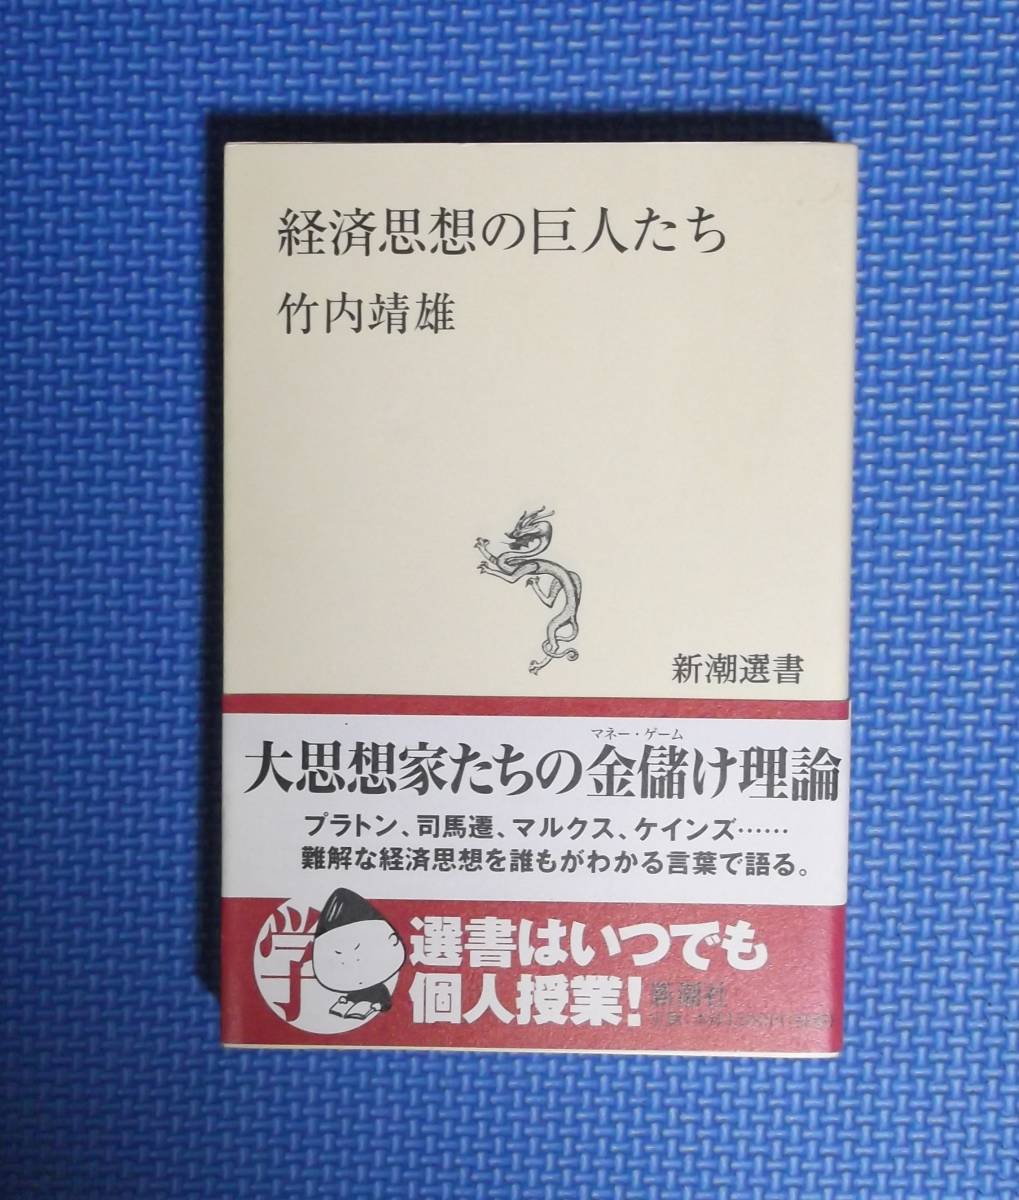 経済思想の巨人たち
竹内靖雄
新潮選書
マネー・ゲーム
大思想家たちの金儲け理論
プラトン、司馬遷、マルクス、ケインズ……
難解な経済思想を誰もがわかる言葉で語る。
学
選書はいつでも
個人授業!
新潮社